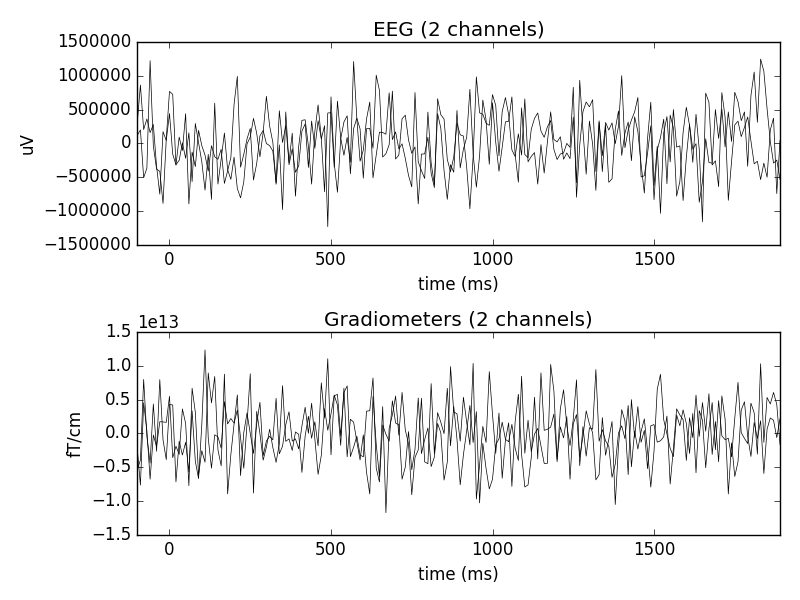 EEG (2 channels)
1500000
1000000
500000
0
−500000
−1000000
−1500000
uV
0 500 1000 1500
time (ms)
Gradiometers (2 channels)
1e13
1.5
1.0
0.5
0.0
−0.5
−1.0
−1.5
fT/cm
0 500 1000 1500
time (ms)